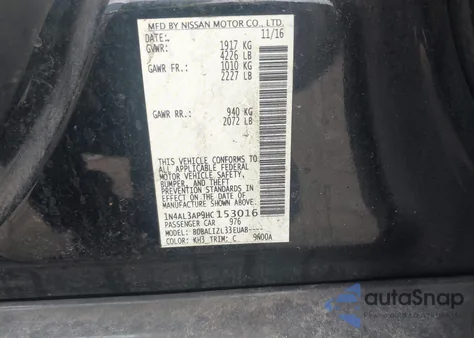 MFD BY NISSAN MOTOR CO., LTD.
DATE: 11/16
GVWR: 1917 KG
4226 LB
GAWR FR.: 1010 KG
2227 LB
GAWR RR.: 940 KG
2072 LB
THIS VEHICLE CONFORMS TO
ALL APPLICABLE FEDERAL
MOTOR VEHICLE SAFETY,
BUMPER, AND THEFT
PREVENTION STANDARDS
IN EFFECT ON THE DATE OF
MANUFACTURE SHOWN ABOVE.
1N4AL3AP9HC153016
PASSENGER CAR 976
MODEL: BDBALIZL33EUAB----
COLOR: KH3 TRIM: C 9N00A
autoSnap